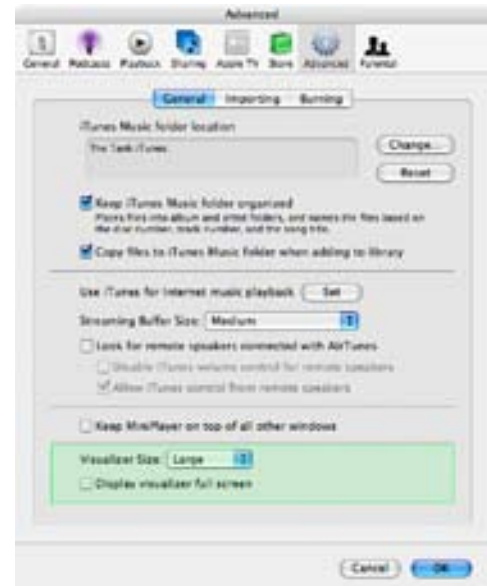 Advanced
General Podcasts Playback Sharing Apple TV Store Advanced Parental
General Importing Burning
iTunes Music folder location
The Tank:iTunes:
Change...
Reset
Keep iTunes Music folder organized
Places files into album and artist folders, and names the files based on
the disc number, track number, and the song title.
Copy files to iTunes Music folder when adding to library
Use iTunes for Internet music playback Set
Streaming Buffer Size: Medium
Look for remote speakers connected with AirTunes
Disable iTunes volume control for remote speakers
Allow iTunes control from remote speakers
Keep MiniPlayer on top of all other windows
Visualizer Size: Large
Display visualizer full screen
Cancel OK